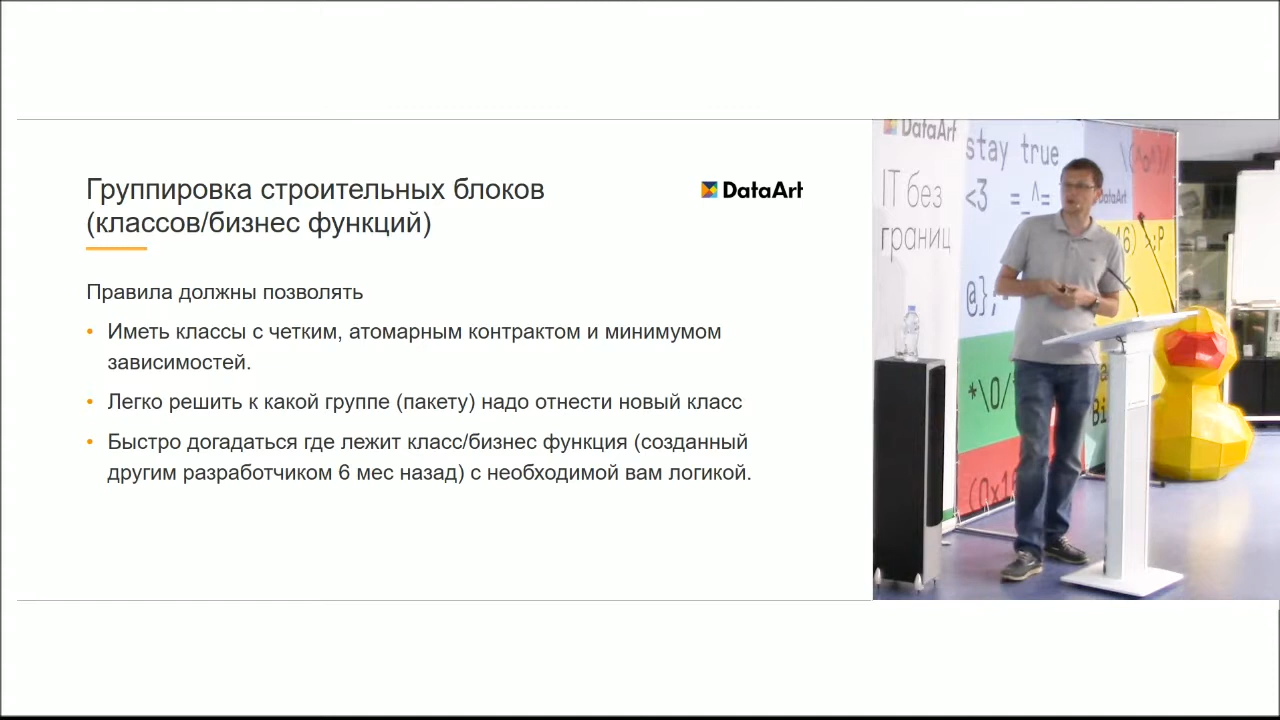 Группировка строительных блоков
(классов/бизнес функций)
DataArt
Правила должны позволять
• Иметь классы с четким, атомарным контрактом и минимумом
зависимостей.
• Легко решить к какой группе (пакету) надо отнести новый класс
• Быстро догадаться где лежит класс/бизнес функция (созданный
другим разработчиком 6 мес назад) с необходимой вам логикой.
DataArt
IT без
границ
stay true
<3 =_^=
\(^o^)/
DataArt
>:P
@};-
*\O/*
(0x16